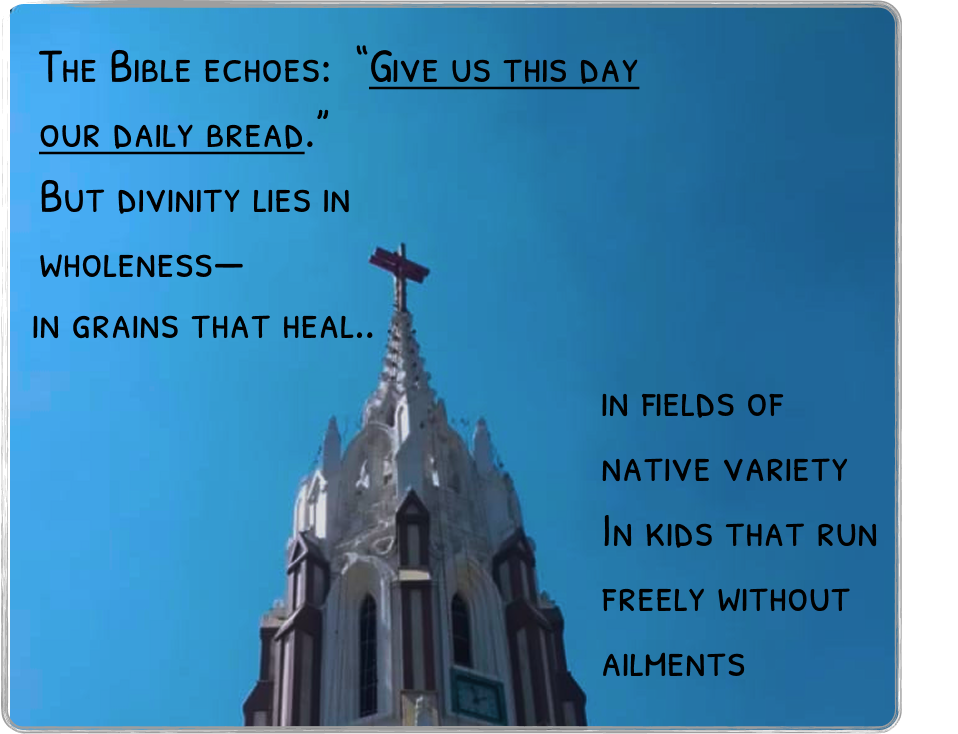 The Bible echoes: “Give us this day
our daily bread.”
But divinity lies in
wholeness—
in grains that heal..
in fields of
native variety
In kids that run
freely without
ailments